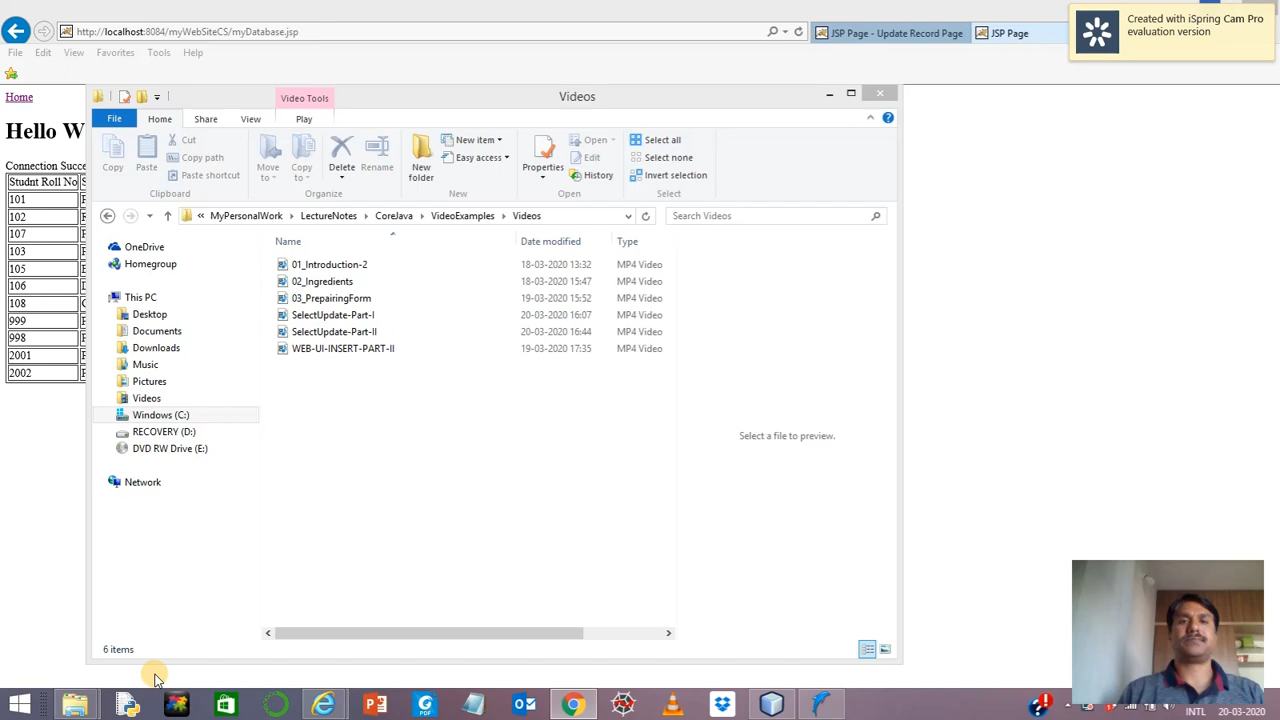 http://localhost:8084/myWebSiteCS/myDatabase.jsp
JSP Page - Update Record Page
JSP Page
Created with iSpring Cam Pro
evaluation version
File Edit View Favorites Tools Help
Home
Hello W
Connection Succe
Studnt Roll No
101
102
107
103
105
106
108
999
998
2001
2002
Video Tools
Videos
File Home Share View Play
Copy
Paste
Cut
Copy path
Paste shortcut
Clipboard
Move to
Copy to
Delete
Rename
Organize
New folder
New item
Easy access
New
Properties
Open
Edit
History
Open
Select all
Select none
Invert selection
Select
« MyPersonalWork LectureNotes CoreJava VideoExamples Videos
Search Videos
Name Date modified Type
01_Introduction-2 18-03-2020 13:32 MP4 Video
02_Ingredients 18-03-2020 15:47 MP4 Video
03_PrepairingForm 19-03-2020 15:52 MP4 Video
SelectUpdate-Part-I 20-03-2020 16:07 MP4 Video
SelectUpdate-Part-II 20-03-2020 16:44 MP4 Video
WEB-UI-INSERT-PART-II 19-03-2020 17:35 MP4 Video
OneDrive
Homegroup
This PC
Desktop
Documents
Downloads
Music
Pictures
Videos
Windows (C:)
RECOVERY (D:)
DVD RW Drive (E:)
Network
Select a file to preview.
6 items
INTL
20-03-2020